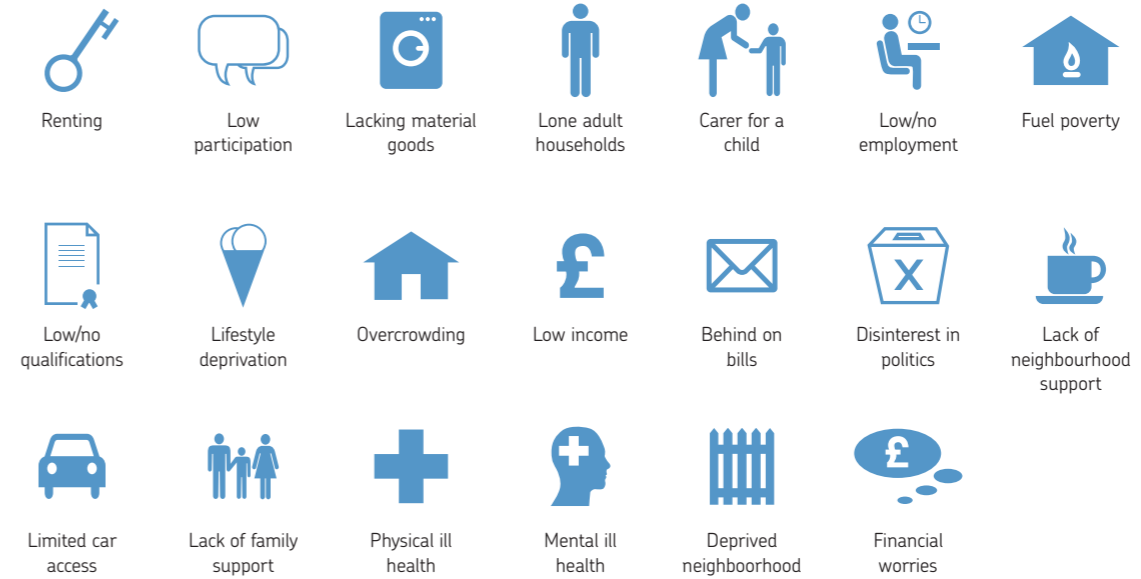 Renting
Low
participation
Lacking material
goods
Lone adult
households
Carer for a
child
Low/no
employment
Fuel poverty
Low/no
qualifications
Lifestyle
deprivation
Overcrowding
£
Low income
Behind on
bills
X
Disinterest in
politics
Lack of
neighbourhood
support
Limited car
access
Lack of family
support
Physical ill
health
Mental ill
health
Deprived
neighboorhood
£
Financial
worries